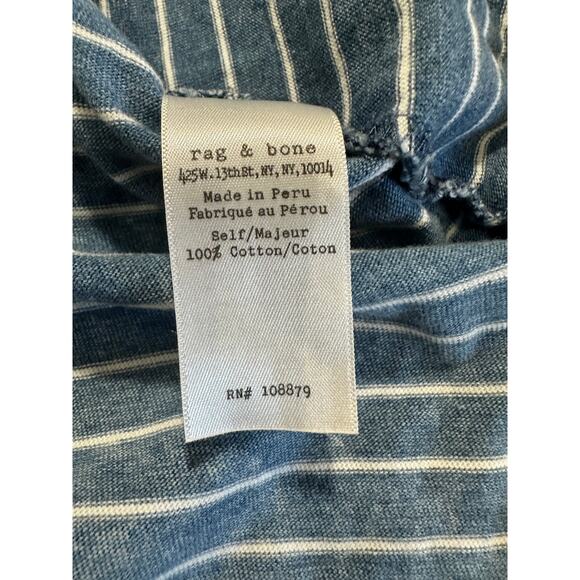 rag & bone
425W.13thSt,NY,NY,10014
Made in Peru
Fabriqué au Pérou
Self/Majeur
100% Cotton/Coton
RN# 108879